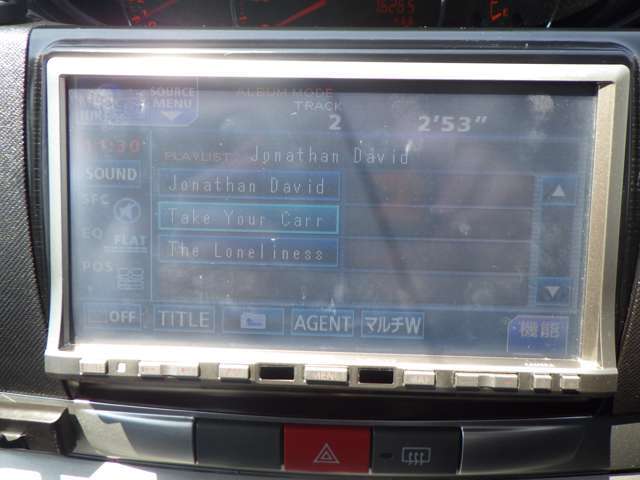 SOURCE
MENU
ALBUM MODE
TRACK
2 2'53"
PLAYLIST: Jonathan David
SOUND
Jonathan David
SFC
Take Your Carr
EQ FLAT
The Loneliness
POS
OFF TITLE AGENT マルチW 機能